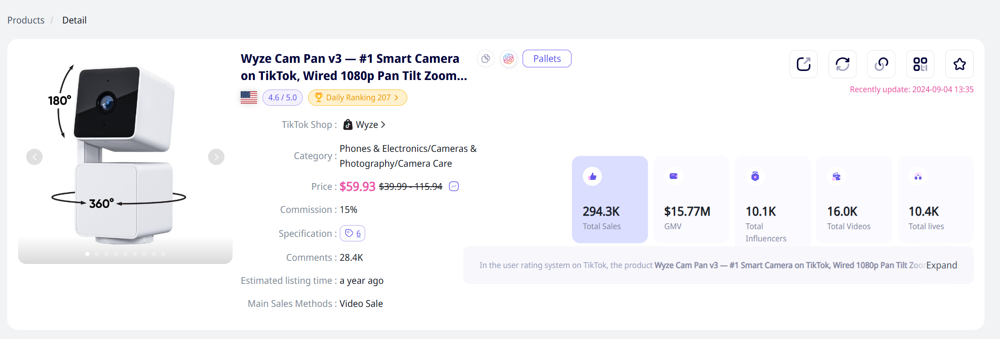 Products / Detail
180°
360°
Wyze Cam Pan v3 — #1 Smart Camera
on TikTok, Wired 1080p Pan Tilt Zoom...
Pallets
4.6 / 5.0
Daily Ranking 207
Recently update: 2024-09-04 13:35
TikTok Shop : Wyze
Category : Phones & Electronics/Cameras &
Photography/Camera Care
Price : $59.93 $39.99 - 115.94
Commission : 15%
Specification : 6
Comments : 28.4K
Estimated listing time : a year ago
Main Sales Methods : Video Sale
294.3K
Total Sales
$15.77M
GMV
10.1K
Total
Influencers
16.0K
Total Videos
10.4K
Total lives
In the user rating system on TikTok, the product Wyze Cam Pan v3 — #1 Smart Camera on TikTok, Wired 1080p Pan Tilt Zoom Expand